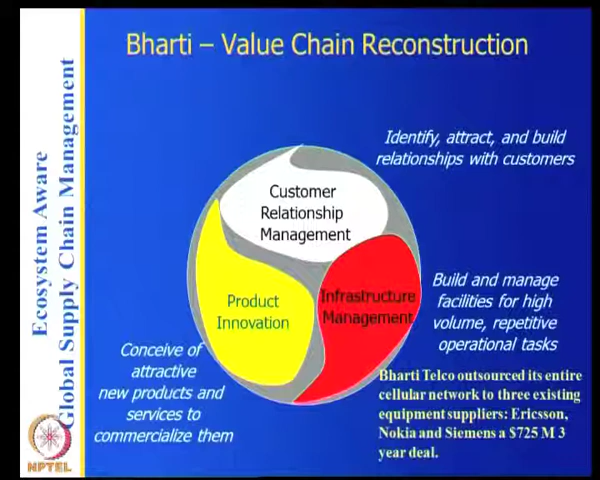 Bharti – Value Chain Reconstruction
Ecosystem Aware
Global Supply Chain Management
Identify, attract, and build
relationships with customers
Customer
Relationship
Management
Product
Innovation
Infrastructure
Management
Build and manage
facilities for high
volume, repetitive
operational tasks
Conceive of
attractive
new products and
services to
commercialize them
Bharti Telco outsourced its entire
cellular network to three existing
equipment suppliers: Ericsson,
Nokia and Siemens a $725 M 3
year deal.
NPTEL